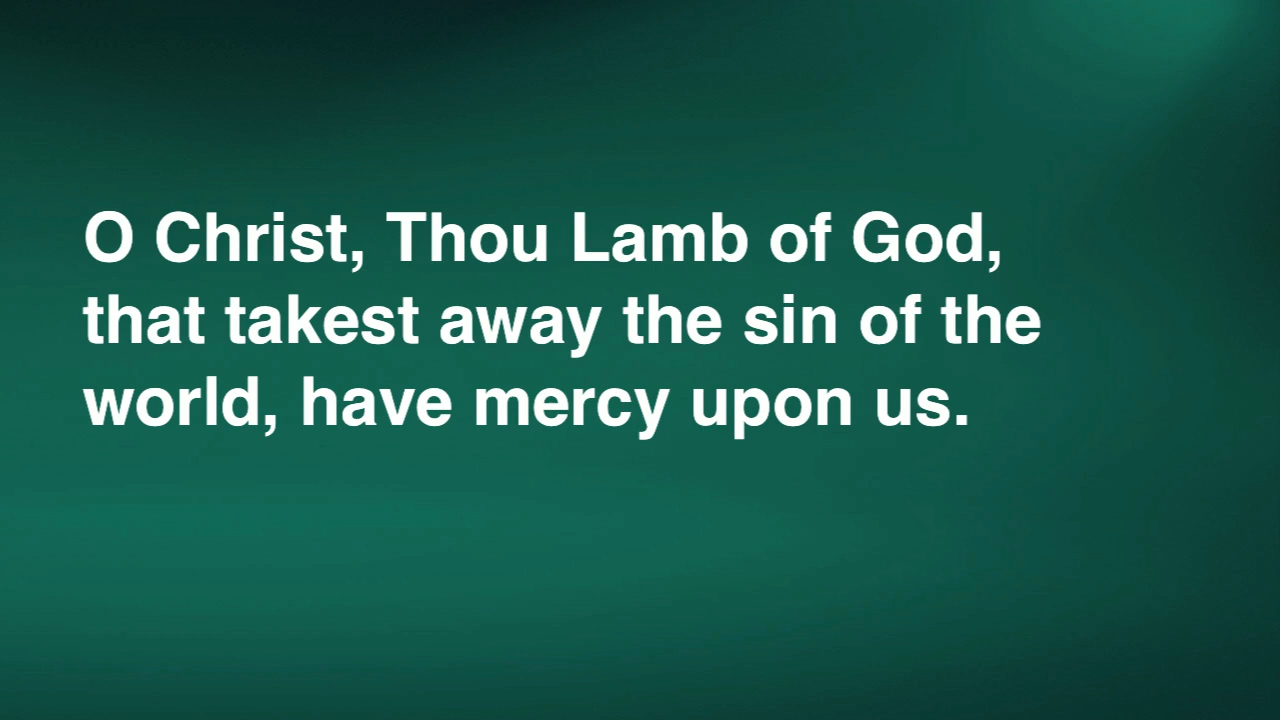 O Christ, Thou Lamb of God,
that takest away the sin of the
world, have mercy upon us.